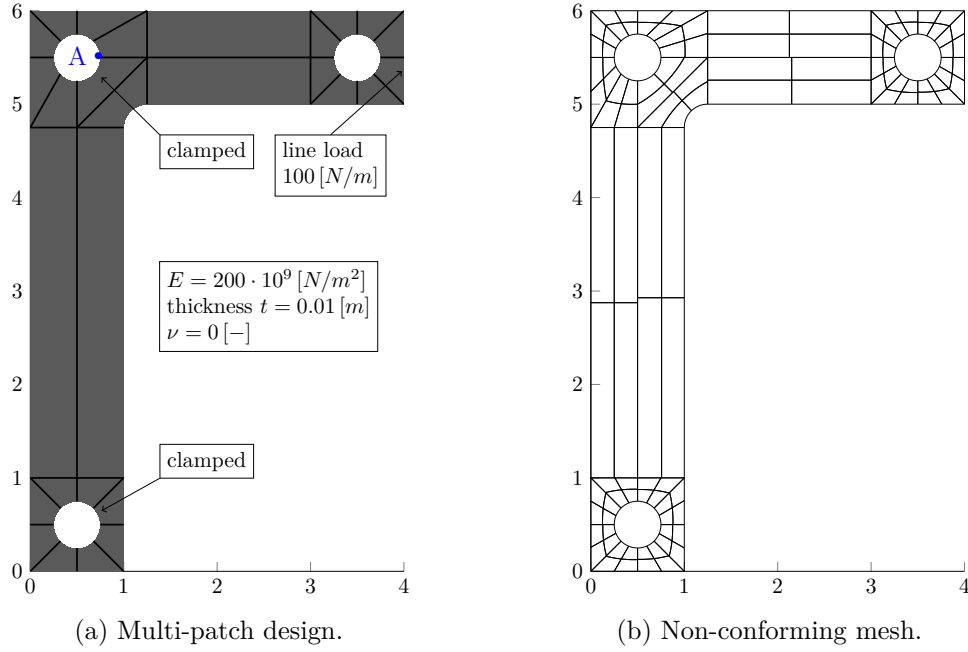 6
5
4
3
2
1
0
0 1 2 3 4
A
clamped
line load
100 [N/m]
E = 200 · 10⁹ [N/m²]
thickness t = 0.01 [m]
ν = 0 [−]
clamped
(a) Multi-patch design.
6
5
4
3
2
1
0
0 1 2 3 4
(b) Non-conforming mesh.